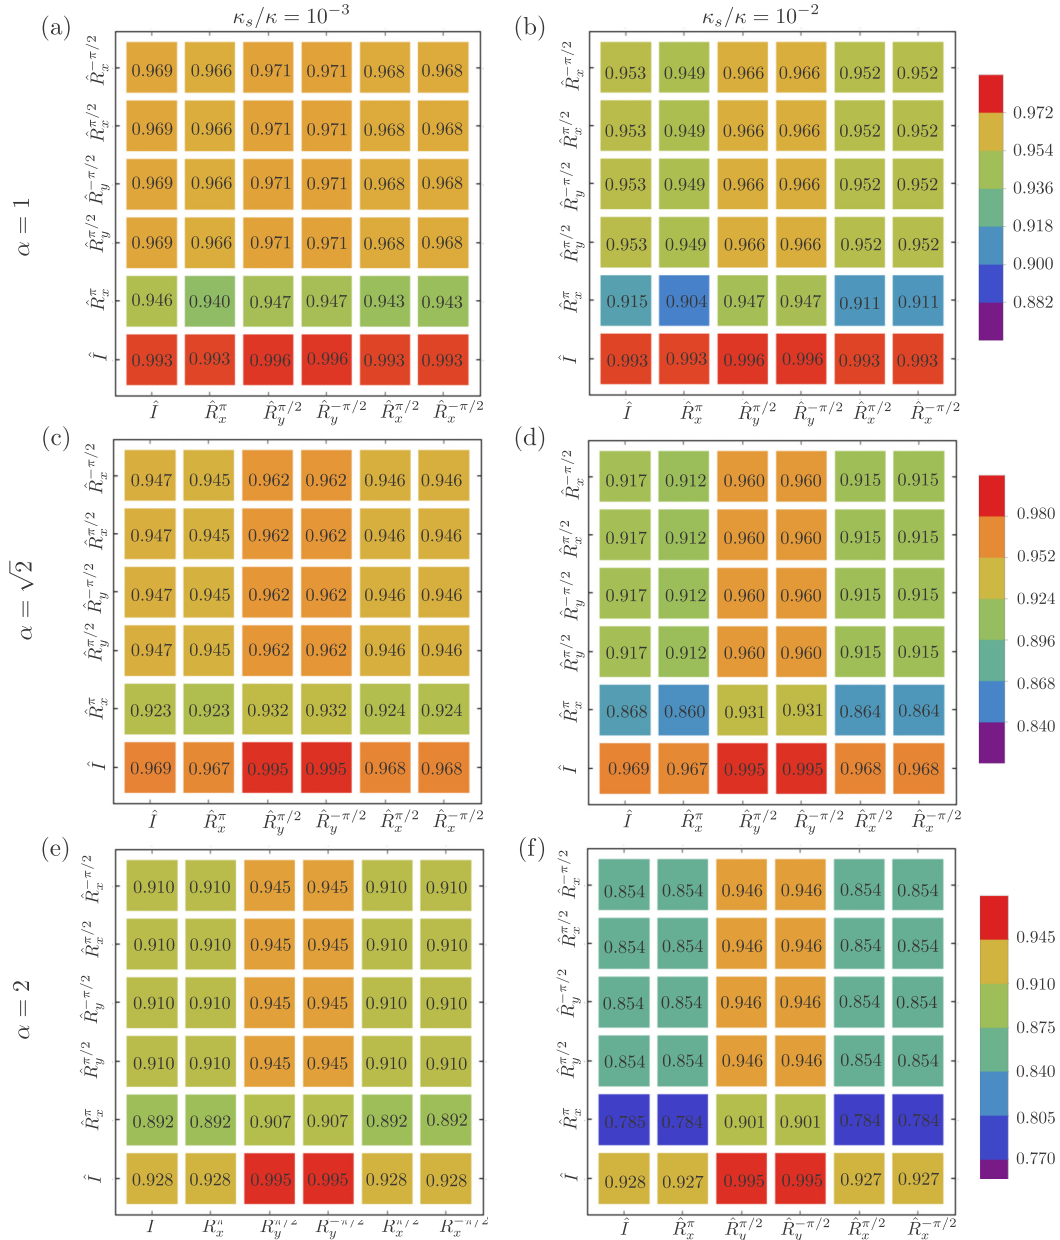 (a) κ_s/κ = 10^−3 (b) κ_s/κ = 10^−2
α = 1
R̂_x^−π/2 0.969 0.966 0.971 0.971 0.968 0.968
R̂_x^π/2 0.969 0.966 0.971 0.971 0.968 0.968
R̂_y^−π/2 0.969 0.966 0.971 0.971 0.968 0.968
R̂_y^π/2 0.969 0.966 0.971 0.971 0.968 0.968
R̂_x^π 0.946 0.940 0.947 0.947 0.943 0.943
Î 0.993 0.993 0.996 0.996 0.993 0.993
Î R̂_x^π R̂_y^π/2 R̂_y^−π/2 R̂_x^π/2 R̂_x^−π/2
R̂_x^−π/2 0.953 0.949 0.966 0.966 0.952 0.952
R̂_x^π/2 0.953 0.949 0.966 0.966 0.952 0.952
R̂_y^−π/2 0.953 0.949 0.966 0.966 0.952 0.952
R̂_y^π/2 0.953 0.949 0.966 0.966 0.952 0.952
R̂_x^π 0.915 0.904 0.947 0.947 0.911 0.911
Î 0.993 0.993 0.996 0.996 0.993 0.993
Î R̂_x^π R̂_y^π/2 R̂_y^−π/2 R̂_x^π/2 R̂_x^−π/2
0.972
0.954
0.936
0.918
0.900
0.882
(c) (d)
α = √2
R̂_x^−π/2 0.947 0.945 0.962 0.962 0.946 0.946
R̂_x^π/2 0.947 0.945 0.962 0.962 0.946 0.946
R̂_y^−π/2 0.947 0.945 0.962 0.962 0.946 0.946
R̂_y^π/2 0.947 0.945 0.962 0.962 0.946 0.946
R̂_x^π 0.923 0.923 0.932 0.932 0.924 0.924
Î 0.969 0.967 0.995 0.995 0.968 0.968
Î R̂_x^π R̂_y^π/2 R̂_y^−π/2 R̂_x^π/2 R̂_x^−π/2
R̂_x^−π/2 0.917 0.912 0.960 0.960 0.915 0.915
R̂_x^π/2 0.917 0.912 0.960 0.960 0.915 0.915
R̂_y^−π/2 0.917 0.912 0.960 0.960 0.915 0.915
R̂_y^π/2 0.917 0.912 0.960 0.960 0.915 0.915
R̂_x^π 0.868 0.860 0.931 0.931 0.864 0.864
Î 0.969 0.967 0.995 0.995 0.968 0.968
Î R̂_x^π R̂_y^π/2 R̂_y^−π/2 R̂_x^π/2 R̂_x^−π/2
0.980
0.952
0.924
0.896
0.868
0.840
(e) (f)
α = 2
R̂_x^−π/2 0.910 0.910 0.945 0.945 0.910 0.910
R̂_x^π/2 0.910 0.910 0.945 0.945 0.910 0.910
R̂_y^−π/2 0.910 0.910 0.945 0.945 0.910 0.910
R̂_y^π/2 0.910 0.910 0.945 0.945 0.910 0.910
R̂_x^π 0.892 0.892 0.907 0.907 0.892 0.892
Î 0.928 0.928 0.995 0.995 0.928 0.928
I R_x^π R_y^π/2 R_y^−π/2 R_x^π/2 R_x^−π/2
R̂_x^−π/2 0.854 0.854 0.946 0.946 0.854 0.854
R̂_x^π/2 0.854 0.854 0.946 0.946 0.854 0.854
R̂_y^−π/2 0.854 0.854 0.946 0.946 0.854 0.854
R̂_y^π/2 0.854 0.854 0.946 0.946 0.854 0.854
R̂_x^π 0.785 0.784 0.901 0.901 0.784 0.784
Î 0.928 0.927 0.995 0.995 0.927 0.927
Î R̂_x^π R̂_y^π/2 R̂_y^−π/2 R̂_x^π/2 R̂_x^−π/2
0.945
0.910
0.875
0.840
0.805
0.770